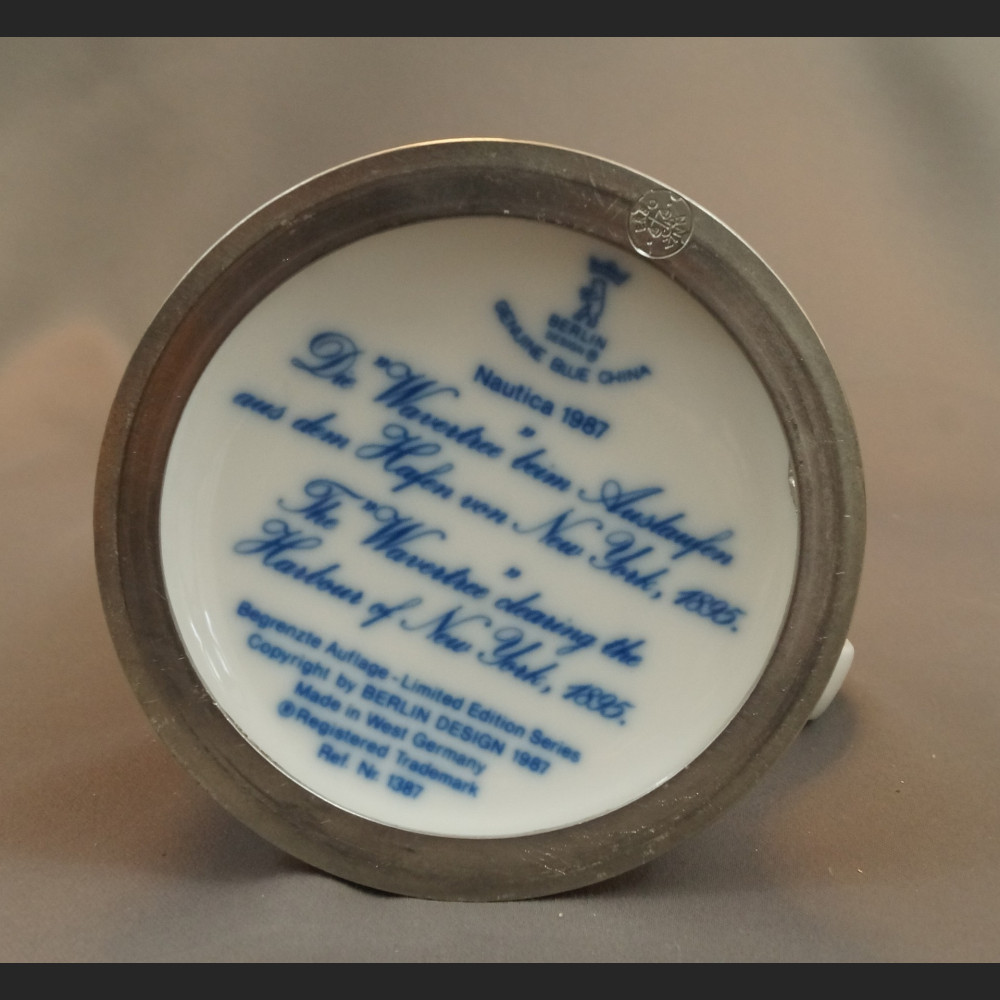 BERLIN
DESIGN ®
GENUINE BLUE CHINA
Nautica 1987
Die "Wavertree" beim Auslaufen
aus dem Hafen von New York, 1895.
The "Wavertree" clearing the
Harbour of New York, 1895.
Begrenzte Auflage - Limited Edition Series
Copyright by BERLIN DESIGN 1987
Made in West Germany
®Registered Trademark
Ref. Nr. 1387